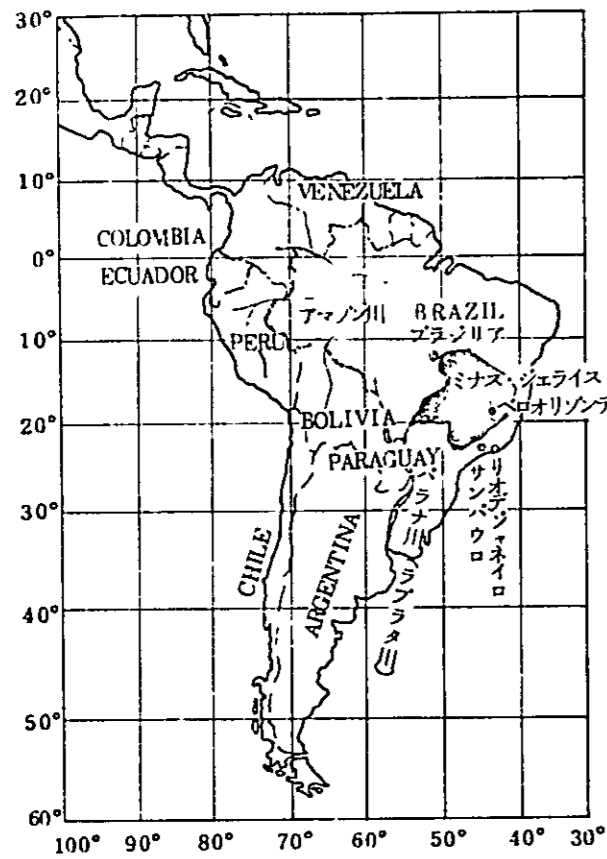 30°
20°
10°
VENEZUELA
COLOMBIA
0°
ECUADOR
アマゾン川
BRAZIL
ブラジリア
10°
PERU
ミナス・ジェライス
ベロオリゾンテ
20°
BOLIVIA
PARAGUAY
パラナ川
サンパウロ
リオデジャネイロ
30°
CHILE
ARGENTINA
ラプラタ川
40°
50°
60°
100° 90° 80° 70° 60° 50° 40° 30°